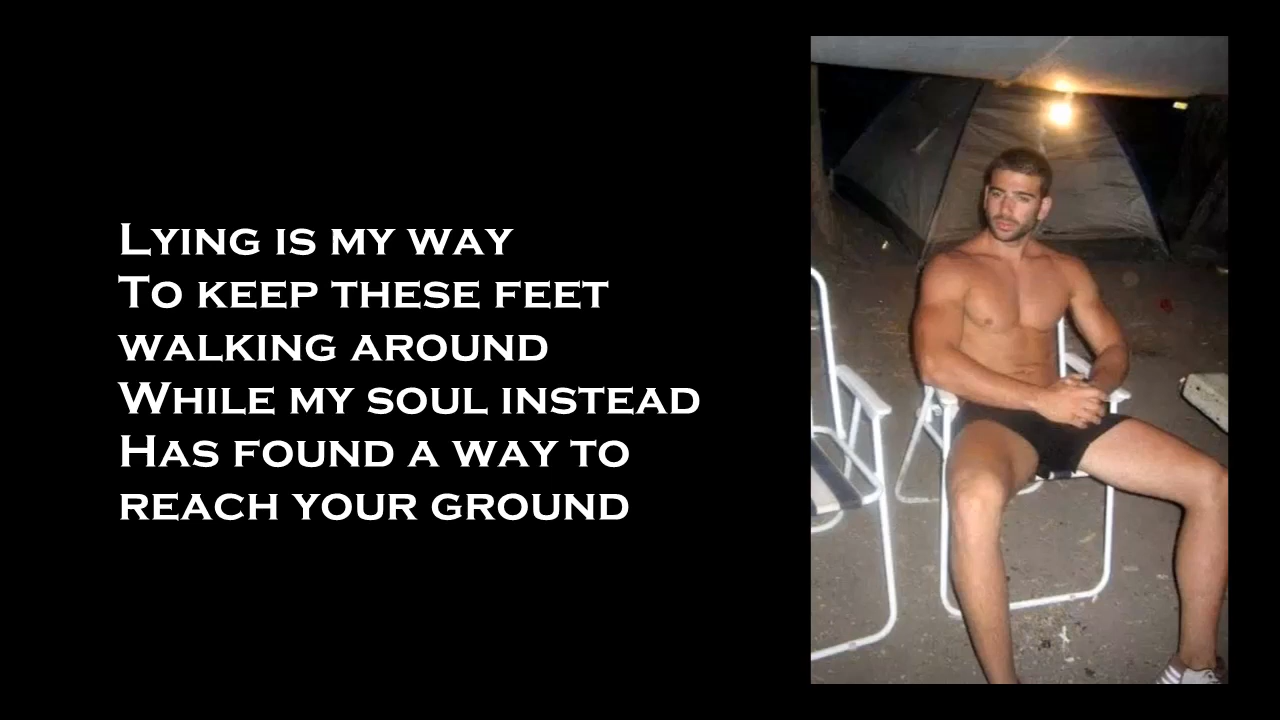 Lying is my way
To keep these feet
walking around
While my soul instead
Has found a way to
reach your ground